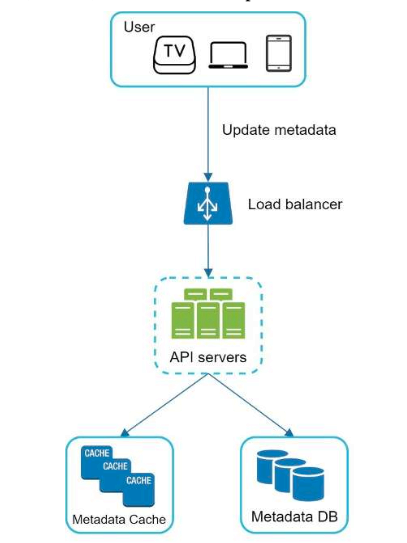 User
TV
Update metadata
Load balancer
API servers
CACHE
CACHE
CACHE
Metadata Cache
Metadata DB